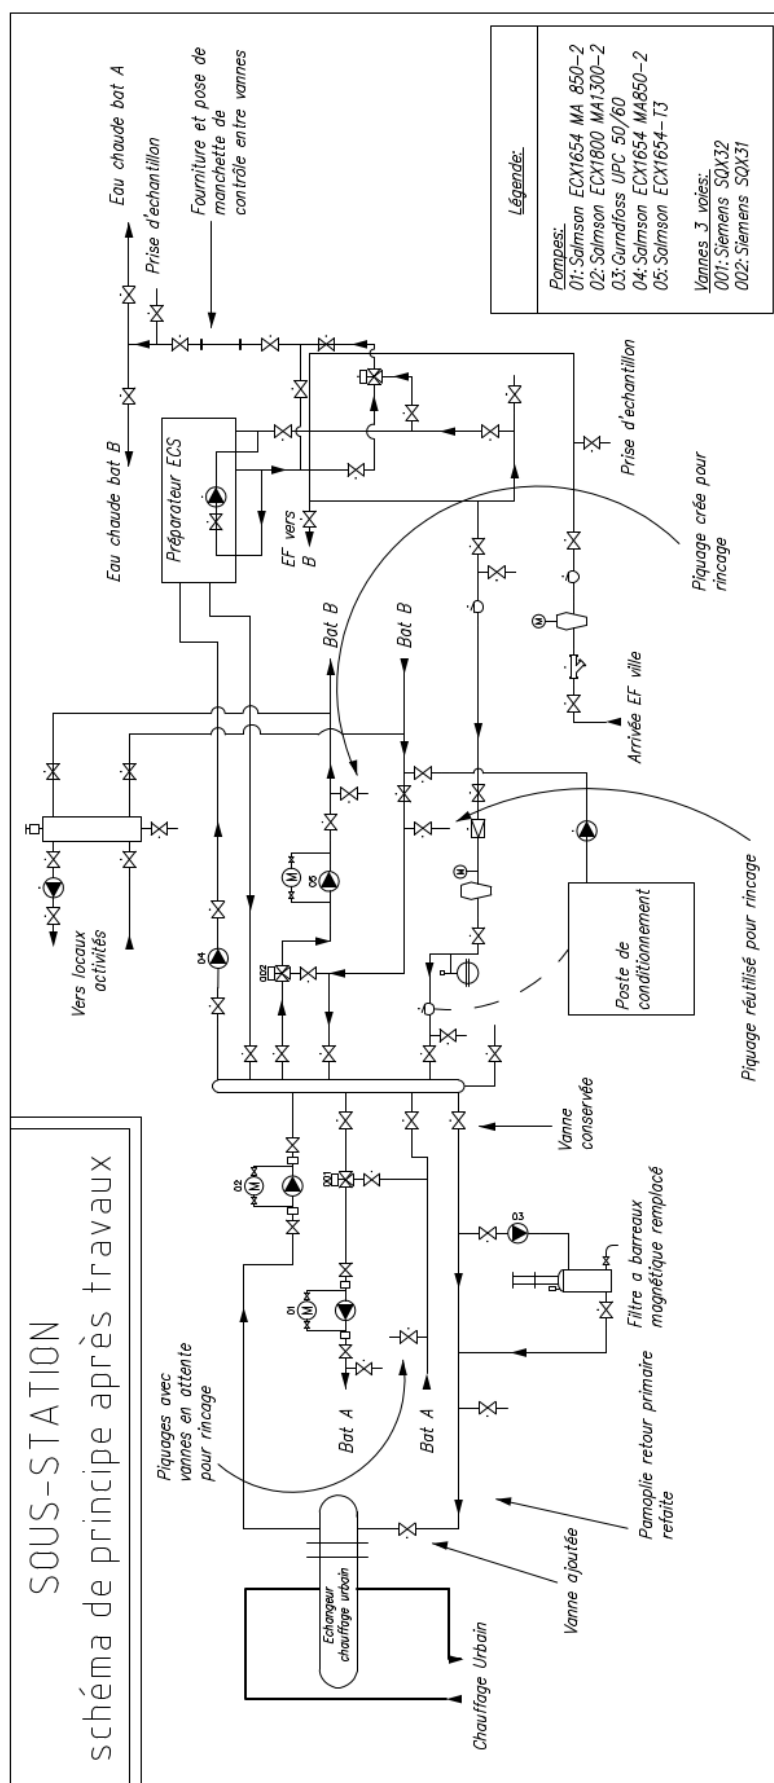 SOUS-STATION
schéma de principe après travaux
Légende:
Pompes:
01: Salmson ECX1654 MA 850-2
02: Salmson ECX1800 MA1300-2
03: Gurndfoss UPC 50/60
04: Salmson ECX1654 MA850-2
05: Salmson ECX1654-T3
Vannes 3 voies:
001: Siemens SQX32
002: Siemens SQX31
Eau chaude bat A
Prise d'echantillon
Fourniture et pose de
manchette de
contrôle entre vannes
Eau chaude bat B
Préparateur ECS
EF vers
B
Prise d'echantillon
Piquage crée pour
rincage
Bat B
Bat B
M
Arrivée EF ville
Vers locaux
activités
04
M
05
002
M
Poste de
conditionnement
Piquage réutilisé pour rincage
Vanne
conservée
02
M
001
01
M
03
Filtre a barreaux
magnétique remplacé
Piquages avec
vannes en attente
pour rincage
Bat A
Bat A
Pamoplie retour primaire
refaite
Vanne ajoutée
Echangeur
chauffage urbain
Chauffage Urbain